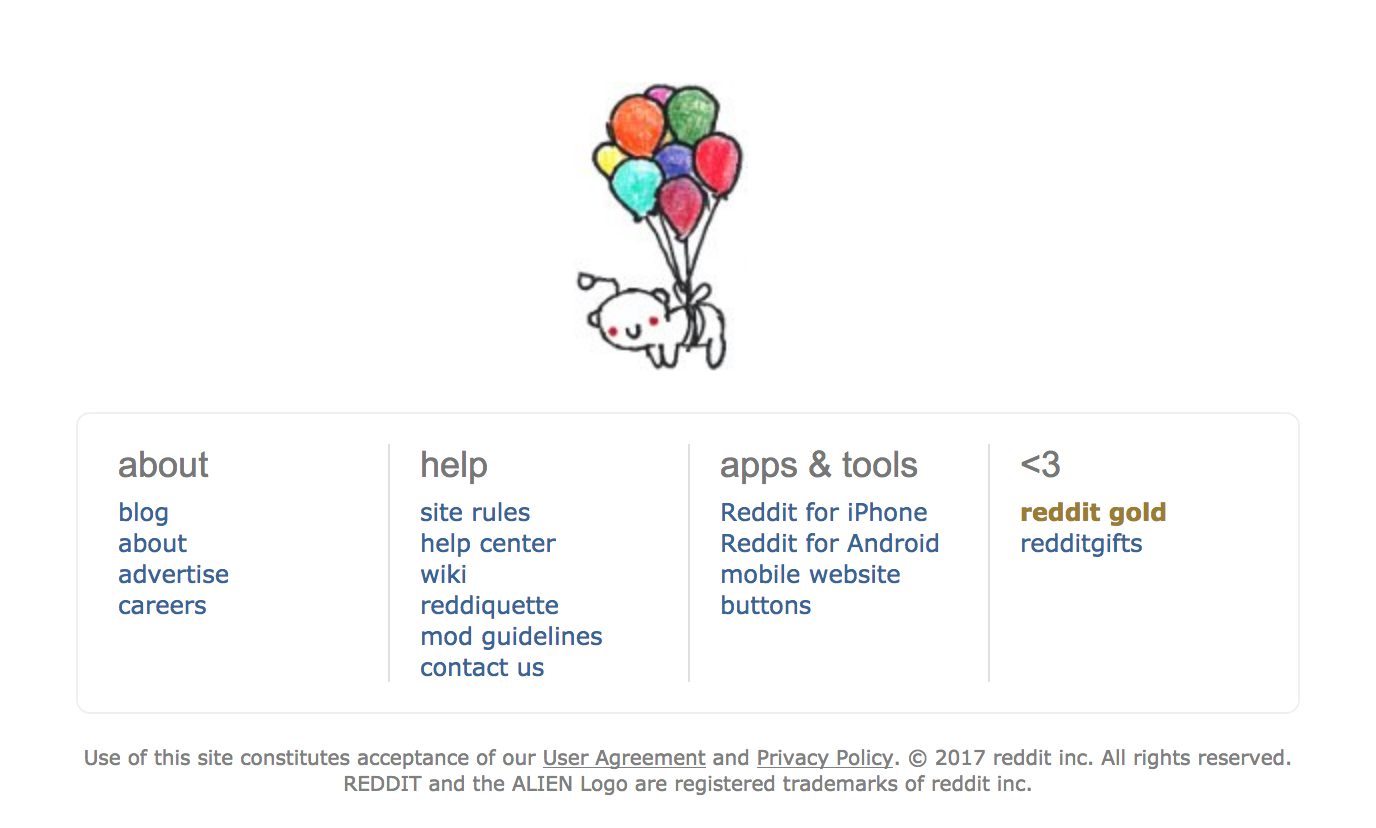 about
blog
about
advertise
careers
help
site rules
help center
wiki
reddiquette
mod guidelines
contact us
apps & tools
Reddit for iPhone
Reddit for Android
mobile website
buttons
<3
reddit gold
redditgifts
Use of this site constitutes acceptance of our User Agreement and Privacy Policy. © 2017 reddit inc. All rights reserved.
REDDIT and the ALIEN Logo are registered trademarks of reddit inc.